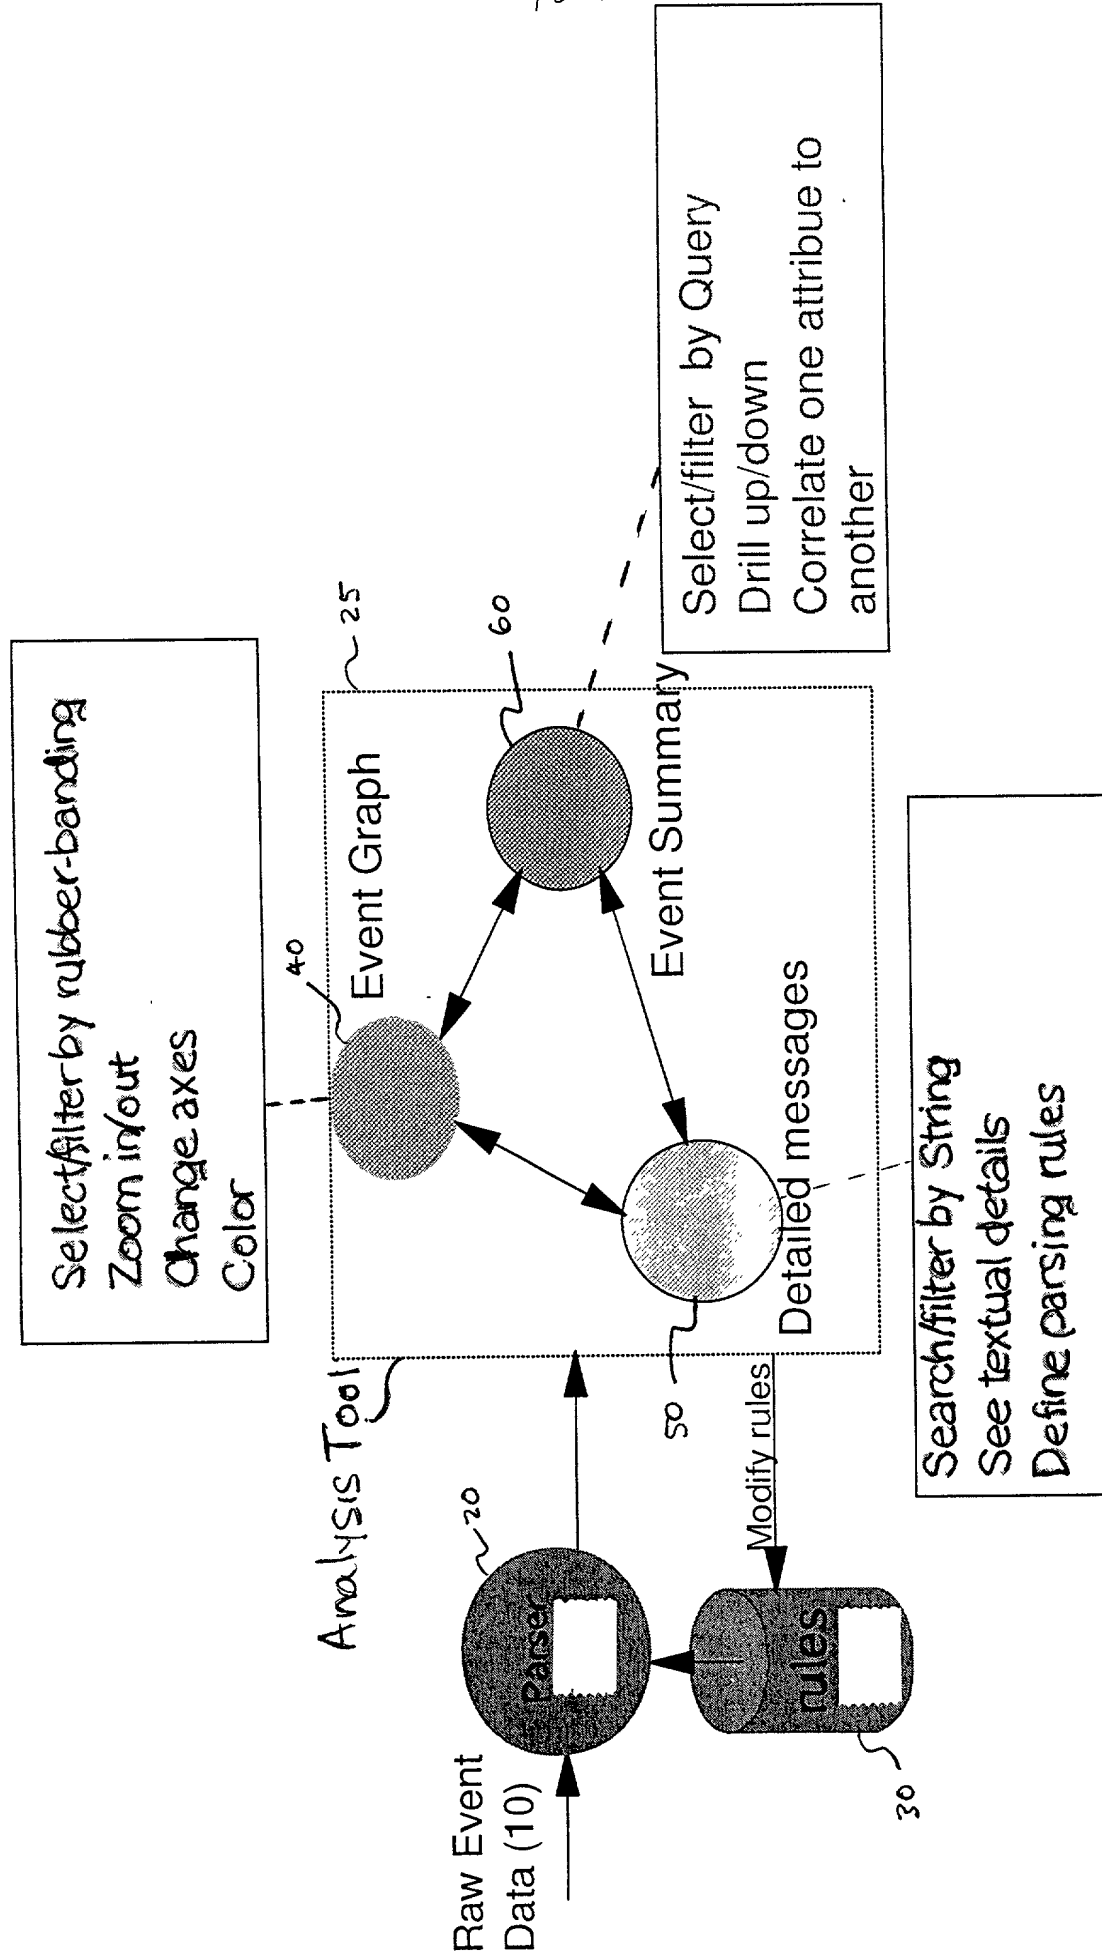 Select/filter by rubber-banding
Zoom in/out
Change axes
Color
Analysis Tool
25
40
Event Graph
60
Event Summary
50
Detailed messages
Raw Event
Data (10)
20
Parser
Modify rules
rules
30
Search/filter by String
See textual details
Define parsing rules
Select/filter by Query
Drill up/down
Correlate one attribue to
another